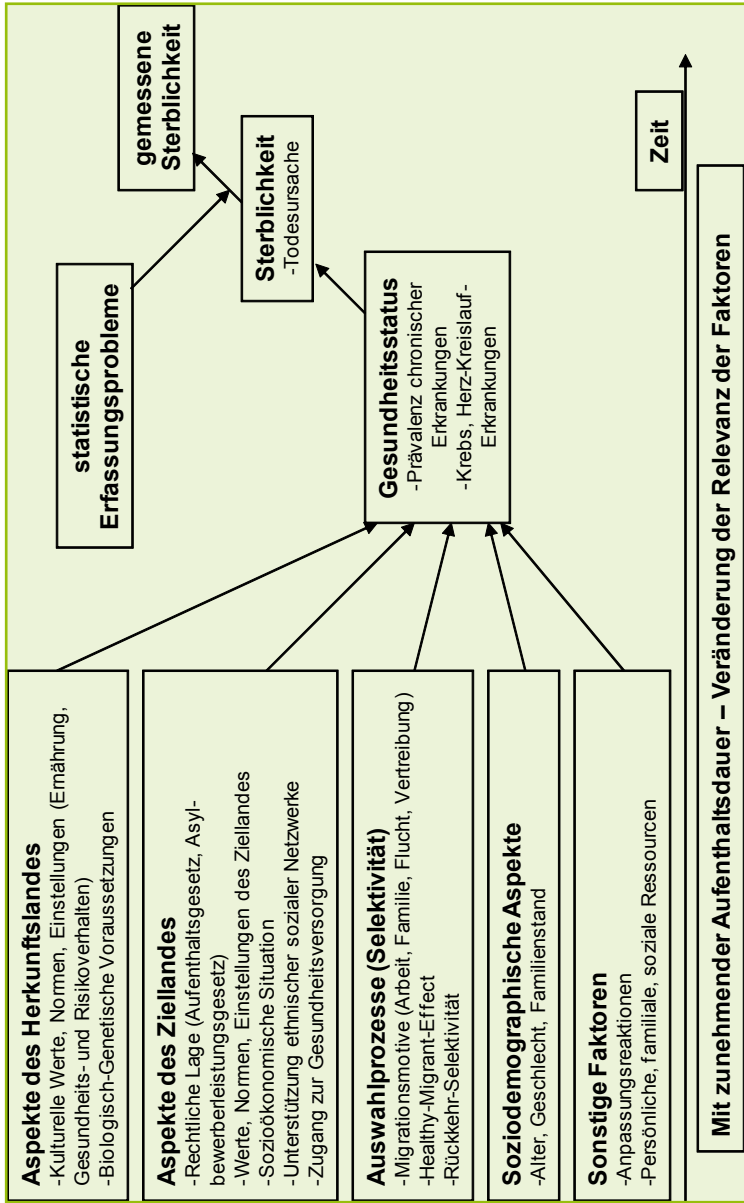 Aspekte des Herkunftslandes
-Kulturelle Werte, Normen, Einstellungen (Ernährung,
Gesundheits- und Risikoverhalten)
-Biologisch-Genetische Voraussetzungen
Aspekte des Ziellandes
-Rechtliche Lage (Aufenthaltsgesetz, Asyl-
bewerberleistungsgesetz)
-Werte, Normen, Einstellungen des Ziellandes
-Sozioökonomische Situation
-Unterstützung ethnischer sozialer Netzwerke
-Zugang zur Gesundheitsversorgung
Auswahlprozesse (Selektivität)
-Migrationsmotive (Arbeit, Familie, Flucht, Vertreibung)
-Healthy-Migrant-Effect
-Rückkehr-Selektivität
Soziodemographische Aspekte
-Alter, Geschlecht, Familienstand
Sonstige Faktoren
-Anpassungsreaktionen
-Persönliche, familiale, soziale Ressourcen
statistische
Erfassungsprobleme
Gesundheitsstatus
-Prävalenz chronischer
Erkrankungen
-Krebs, Herz-Kreislauf-
Erkrankungen
Sterblichkeit
-Todesursache
gemessene
Sterblichkeit
Zeit
Mit zunehmender Aufenthaltsdauer – Veränderung der Relevanz der Faktoren